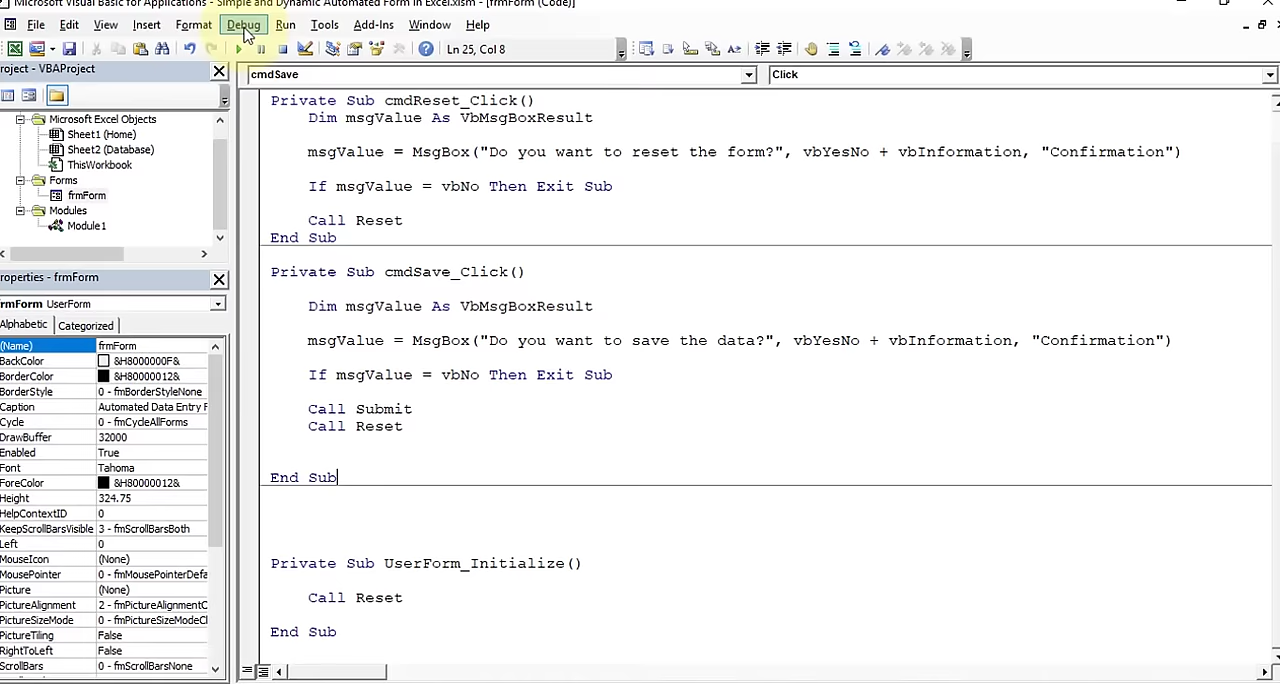 Microsoft Visual Basic for Applications - Simple and Dynamic Automated Form in Excel.xlsm - [frmForm (Code)]
File Edit View Insert Format Debug Run Tools Add-Ins Window Help
Ln 25, Col 8
roject - VBAProject
Microsoft Excel Objects
Sheet1 (Home)
Sheet2 (Database)
ThisWorkbook
Forms
frmForm
Modules
Module1
roperties - frmForm
rmForm UserForm
Alphabetic Categorized
(Name) frmForm
BackColor &H8000000F&
BorderColor &H80000012&
BorderStyle 0 - fmBorderStyleNone
Caption Automated Data Entry F
Cycle 0 - fmCycleAllForms
DrawBuffer 32000
Enabled True
Font Tahoma
ForeColor &H80000012&
Height 324.75
HelpContextID 0
KeepScrollBarsVisible 3 - fmScrollBarsBoth
Left 0
MouseIcon (None)
MousePointer 0 - fmMousePointerDefa
Picture (None)
PictureAlignment 2 - fmPictureAlignmentC
PictureSizeMode 0 - fmPictureSizeModeCl
PictureTiling False
RightToLeft False
ScrollBars 0 - fmScrollBarsNone
cmdSave Click
Private Sub cmdReset_Click()
Dim msgValue As VbMsgBoxResult
msgValue = MsgBox("Do you want to reset the form?", vbYesNo + vbInformation, "Confirmation")
If msgValue = vbNo Then Exit Sub
Call Reset
End Sub
Private Sub cmdSave_Click()
Dim msgValue As VbMsgBoxResult
msgValue = MsgBox("Do you want to save the data?", vbYesNo + vbInformation, "Confirmation")
If msgValue = vbNo Then Exit Sub
Call Submit
Call Reset
End Sub
Private Sub UserForm_Initialize()
Call Reset
End Sub